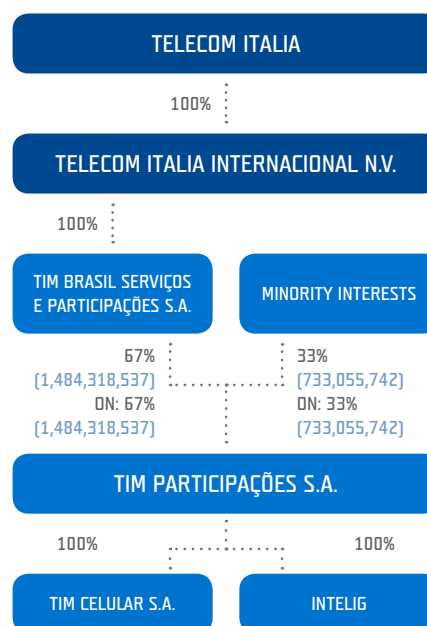 TELECOM ITALIA
100%
TELECOM ITALIA INTERNACIONAL N.V.
100%
TIM BRASIL SERVIÇOS
E PARTICIPAÇÕES S.A.
MINORITY INTERESTS
67%
(1,484,318,537)
ON: 67%
(1,484,318,537)
33%
(733,055,742)
ON: 33%
(733,055,742)
TIM PARTICIPAÇÕES S.A.
100%
100%
TIM CELULAR S.A.
INTELIG